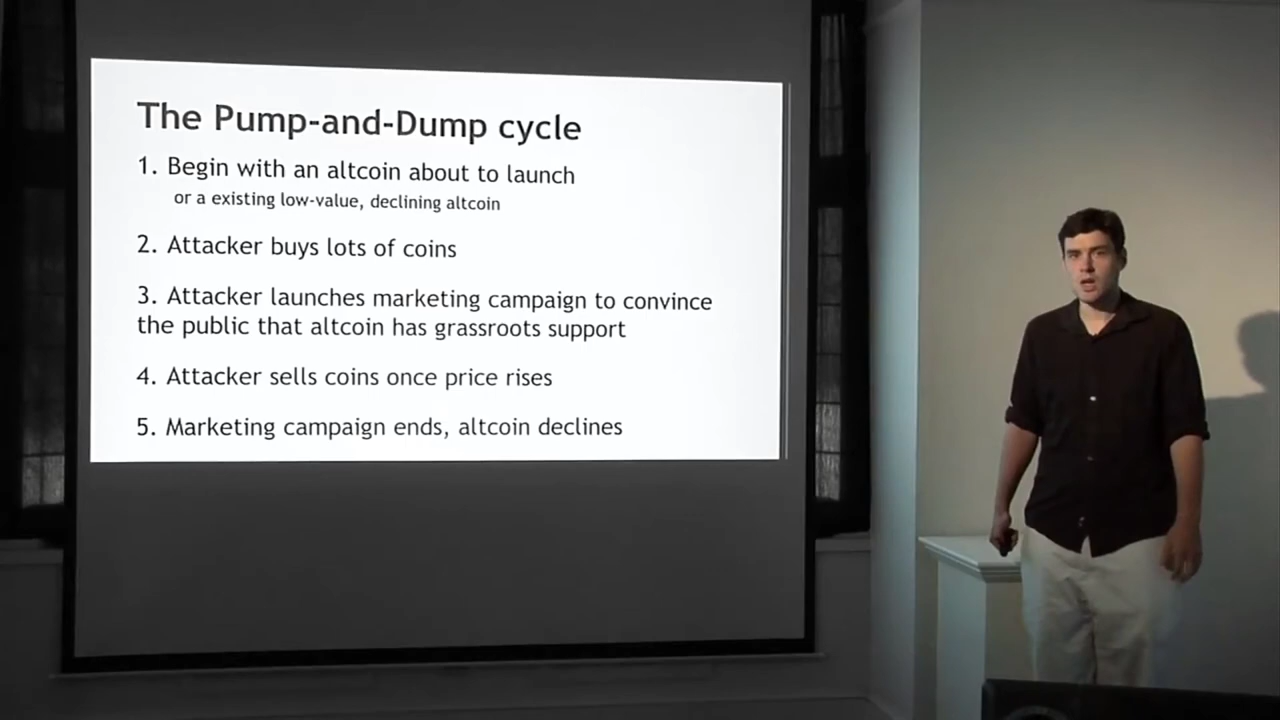 The Pump-and-Dump cycle
1. Begin with an altcoin about to launch
or a existing low-value, declining altcoin
2. Attacker buys lots of coins
3. Attacker launches marketing campaign to convince
the public that altcoin has grassroots support
4. Attacker sells coins once price rises
5. Marketing campaign ends, altcoin declines